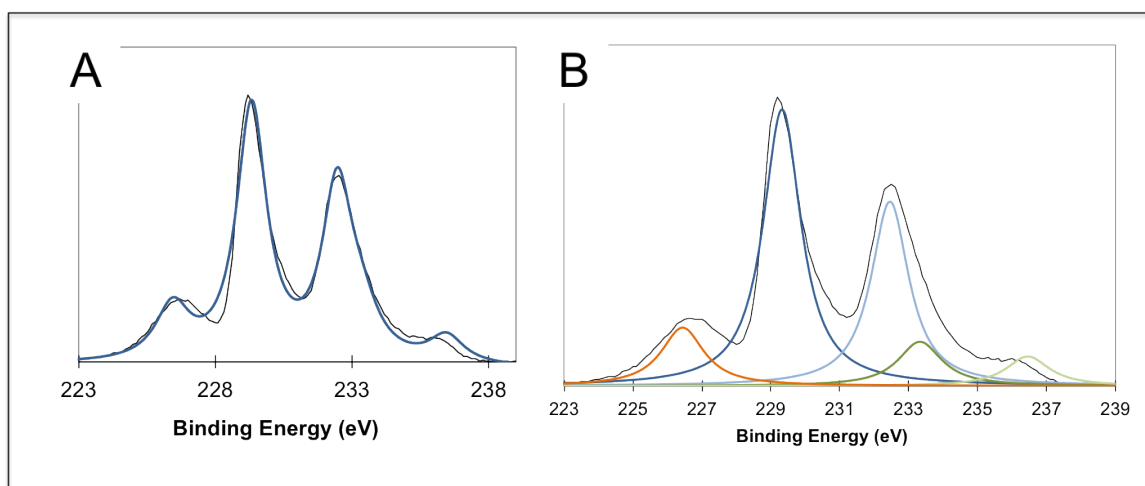 A
B
223 228 233 238
223 225 227 229 231 233 235 237 239
Binding Energy (eV)
Binding Energy (eV)